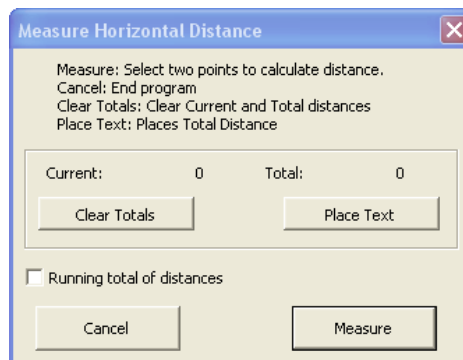 Measure Horizontal Distance
Measure: Select two points to calculate distance.
Cancel: End program
Clear Totals: Clear Current and Total distances
Place Text: Places Total Distance
Current: 0 Total: 0
Clear Totals Place Text
Running total of distances
Cancel Measure